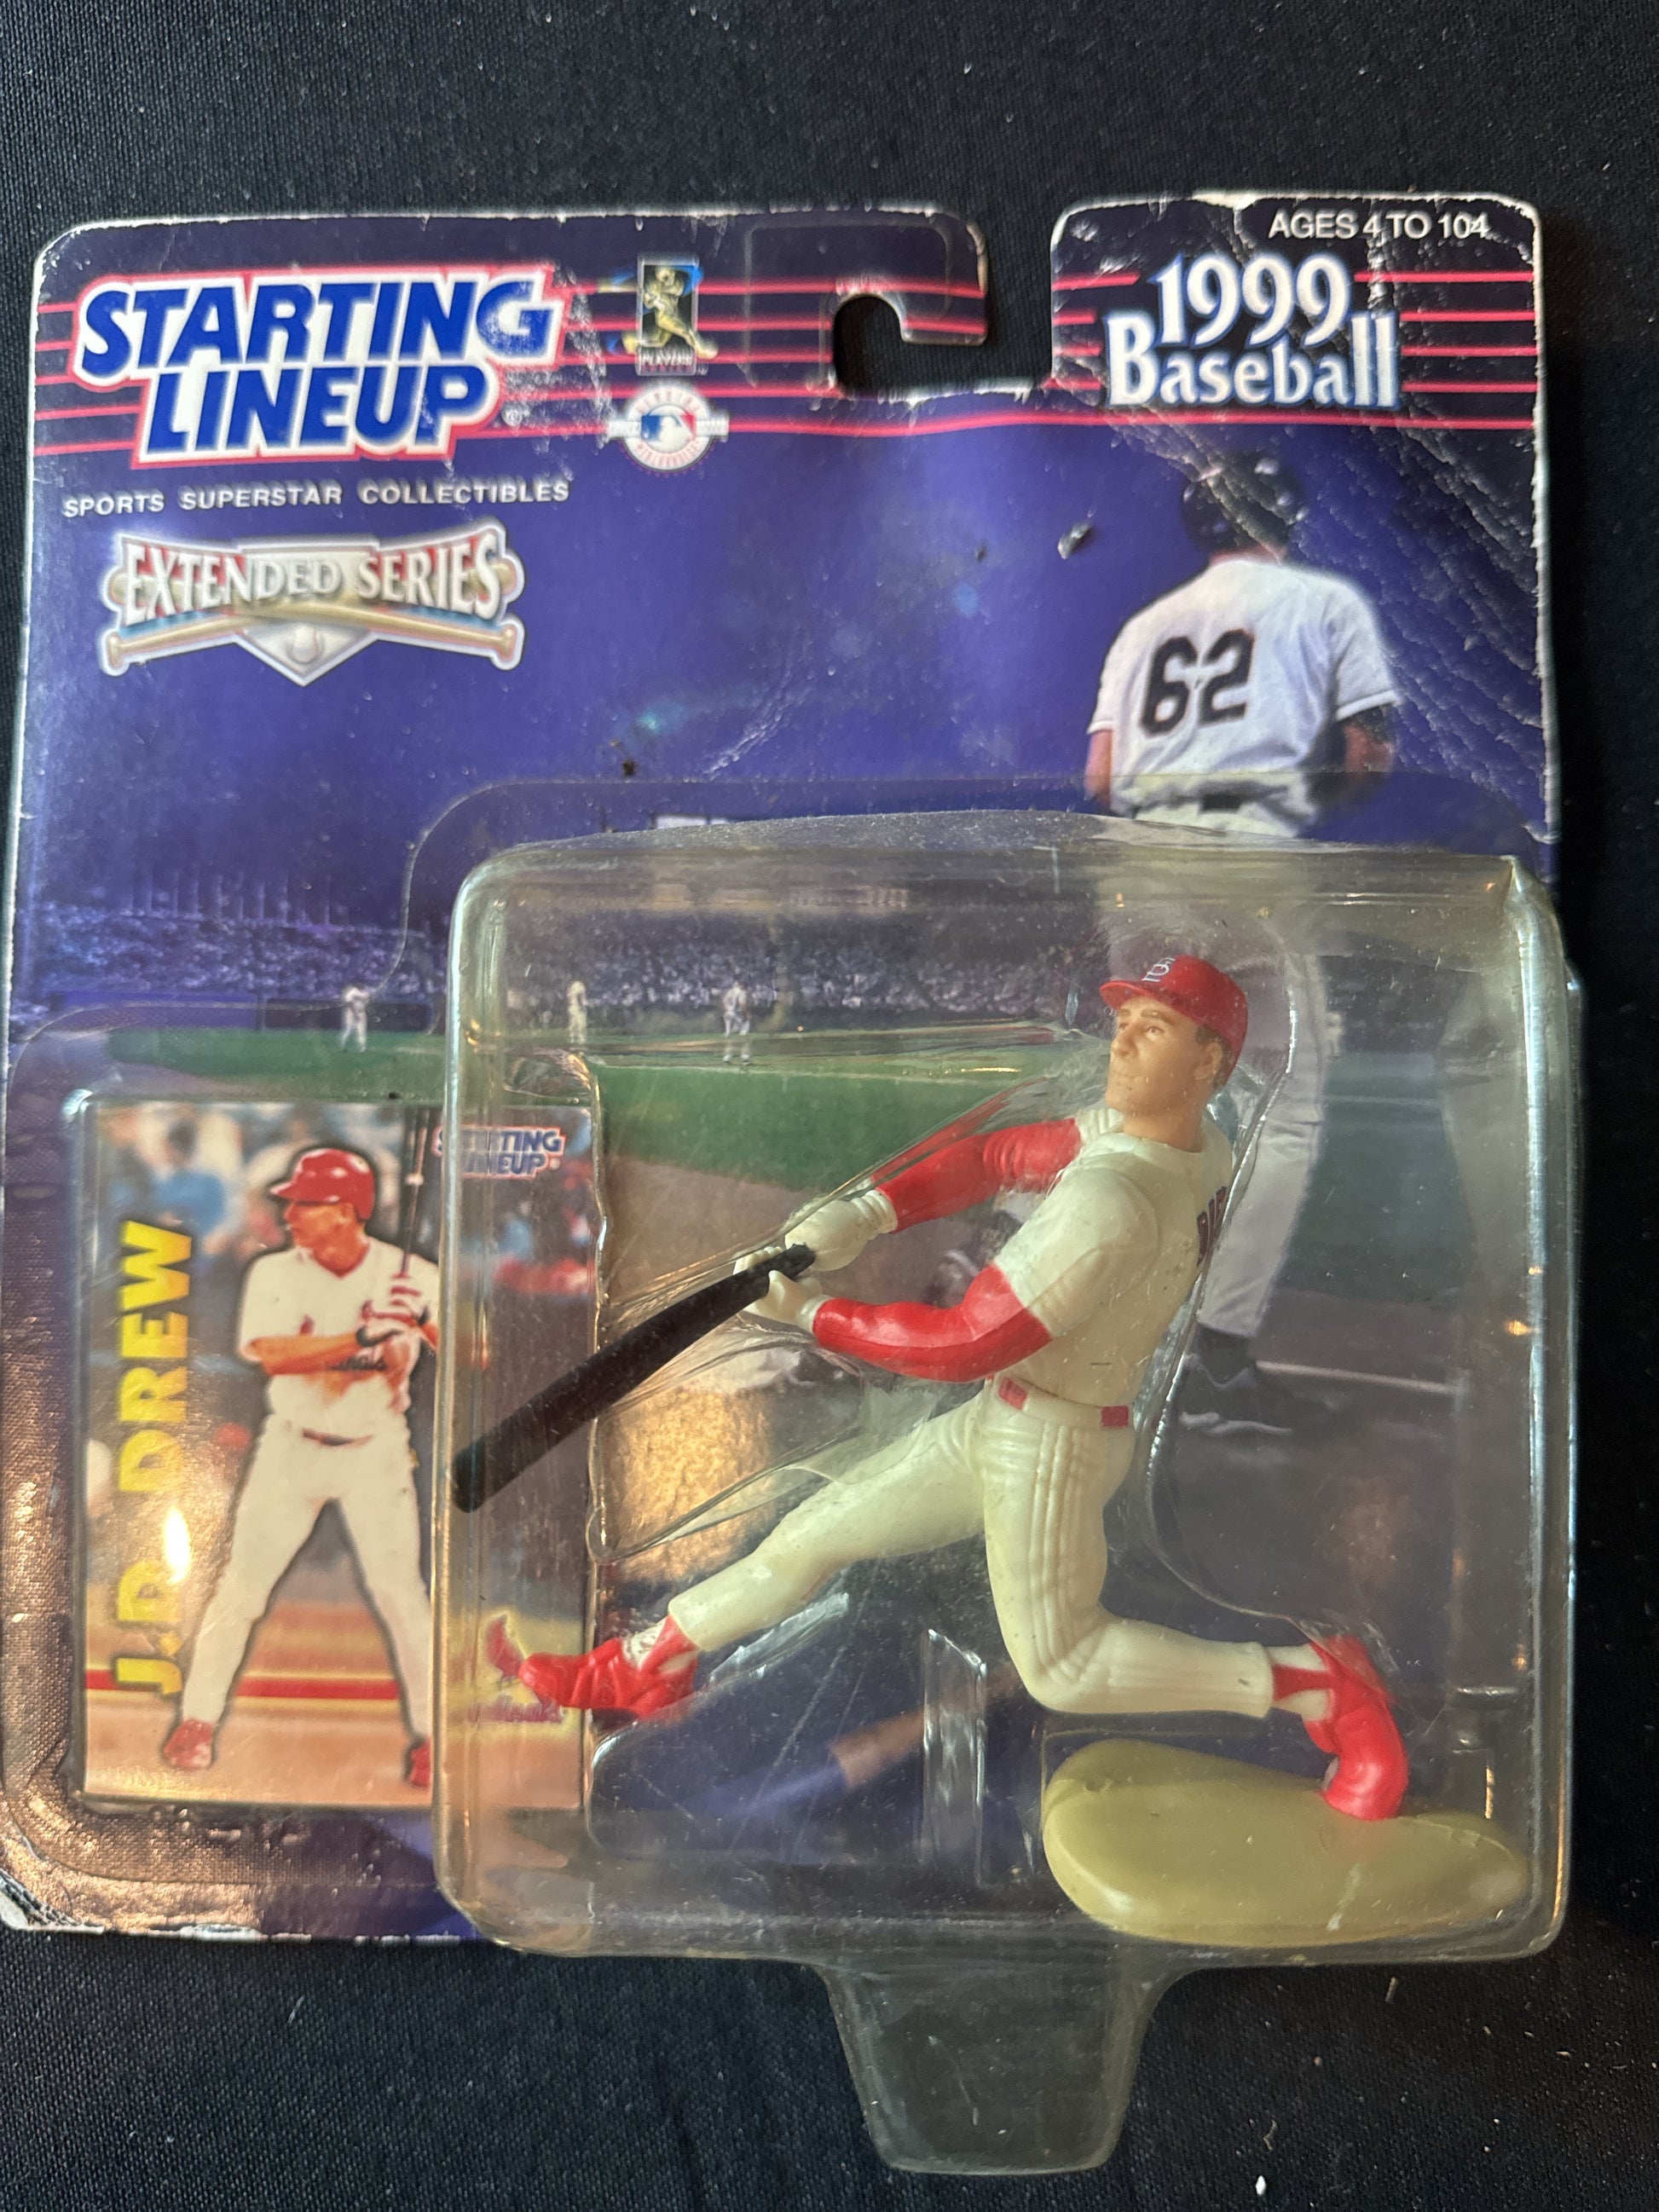 AGES 4 TO 104
STARTING
LINEUP
1999
Baseball
SPORTS SUPERSTAR COLLECTIBLES
EXTENDED SERIES
62
STARTING
LINEUP
J.D. DREW